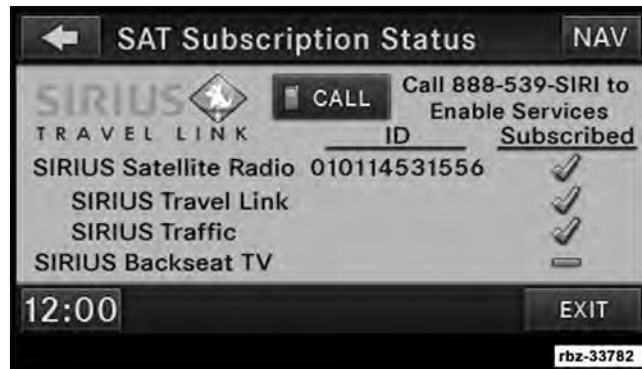 SAT Subscription Status
NAV
SIRIUS
TRAVEL LINK
CALL
Call 888-539-SIRI to
Enable Services
ID Subscribed
SIRIUS Satellite Radio 010114531556
SIRIUS Travel Link
SIRIUS Traffic
SIRIUS Backseat TV
12:00
EXIT
rbz-33782